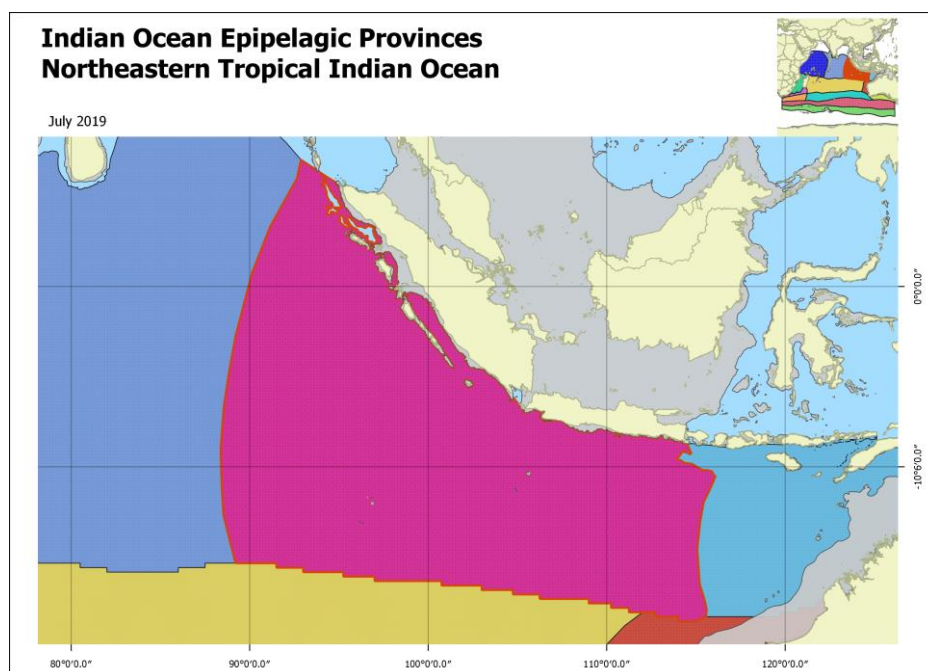 Indian Ocean Epipelagic Provinces
Northeastern Tropical Indian Ocean
July 2019
0°0'0.0"
-10°6'0.0"
80°0'0.0"
90°0'0.0"
100°0'0.0"
110°0'0.0"
120°0'0.0"